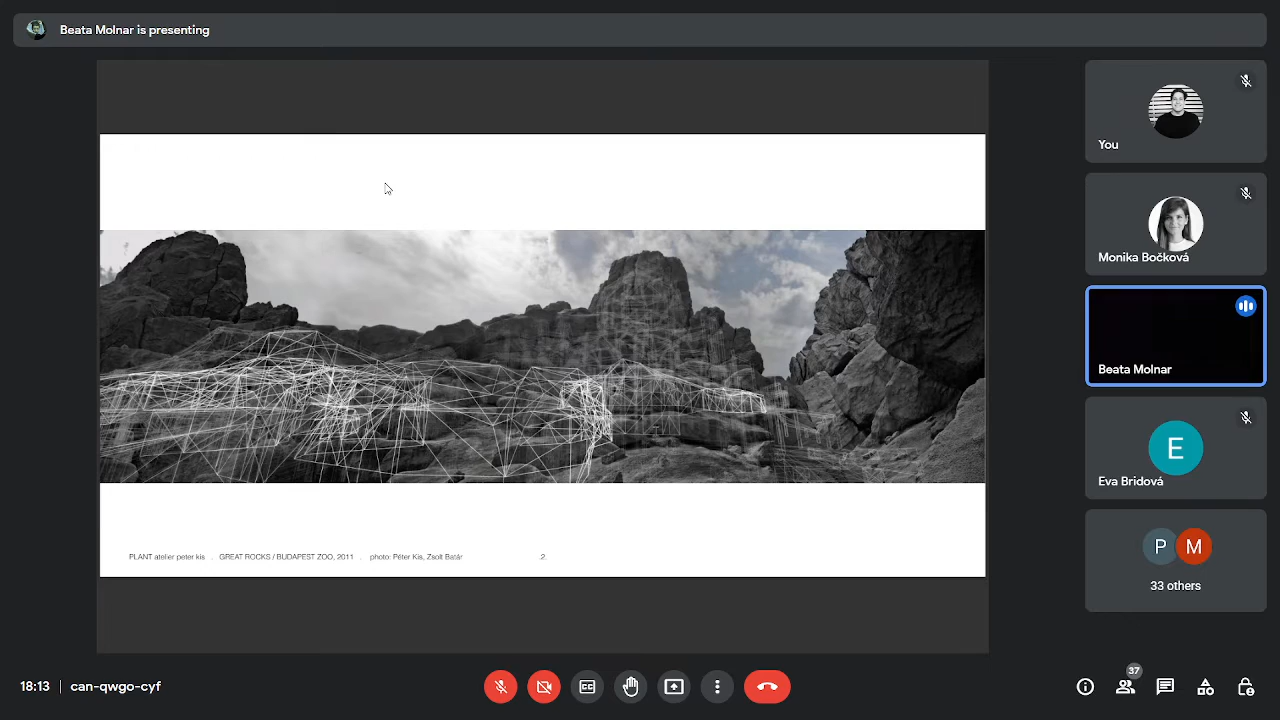 Beata Molnar is presenting
You
Monika Bočková
Beata Molnar
E
Eva Bridová
P M
33 others
PLANT atelier peter kis . GREAT ROCKS / BUDAPEST ZOO, 2011 . photo: Péter Kis, Zsolt Batár .2.
18:13 | can-qwgo-cyf
CC
37